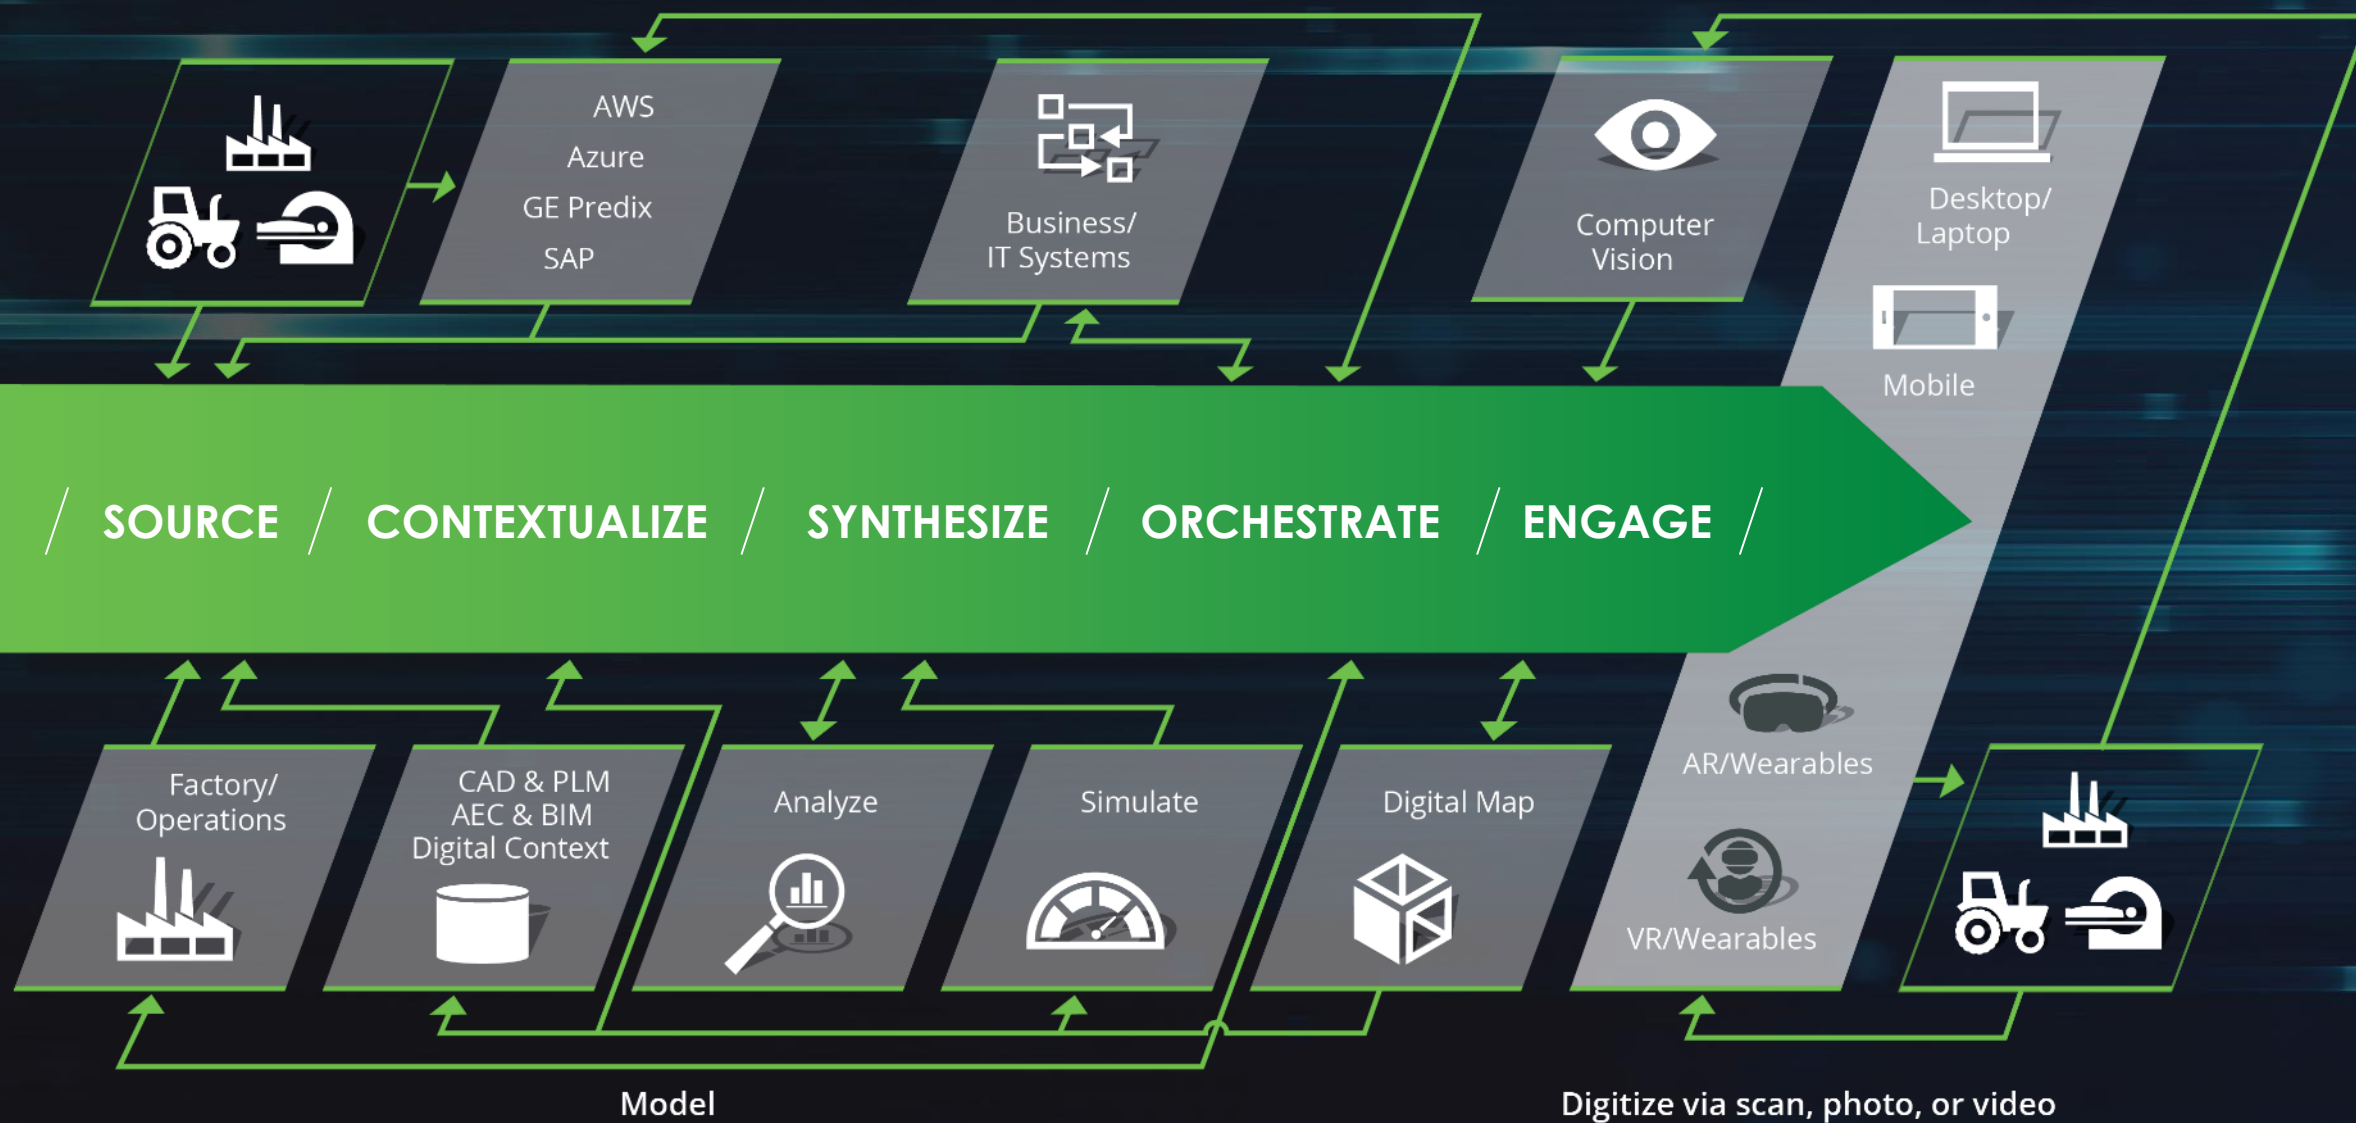 AWS
Azure
GE Predix
SAP
Business/
IT Systems
Computer
Vision
Desktop/
Laptop
Mobile
SOURCE
CONTEXTUALIZE
SYNTHESIZE
ORCHESTRATE
ENGAGE
Factory/
Operations
CAD & PLM
AEC & BIM
Digital Context
Analyze
Simulate
Digital Map
AR/Wearables
VR/Wearables
Model
Digitize via scan, photo, or video